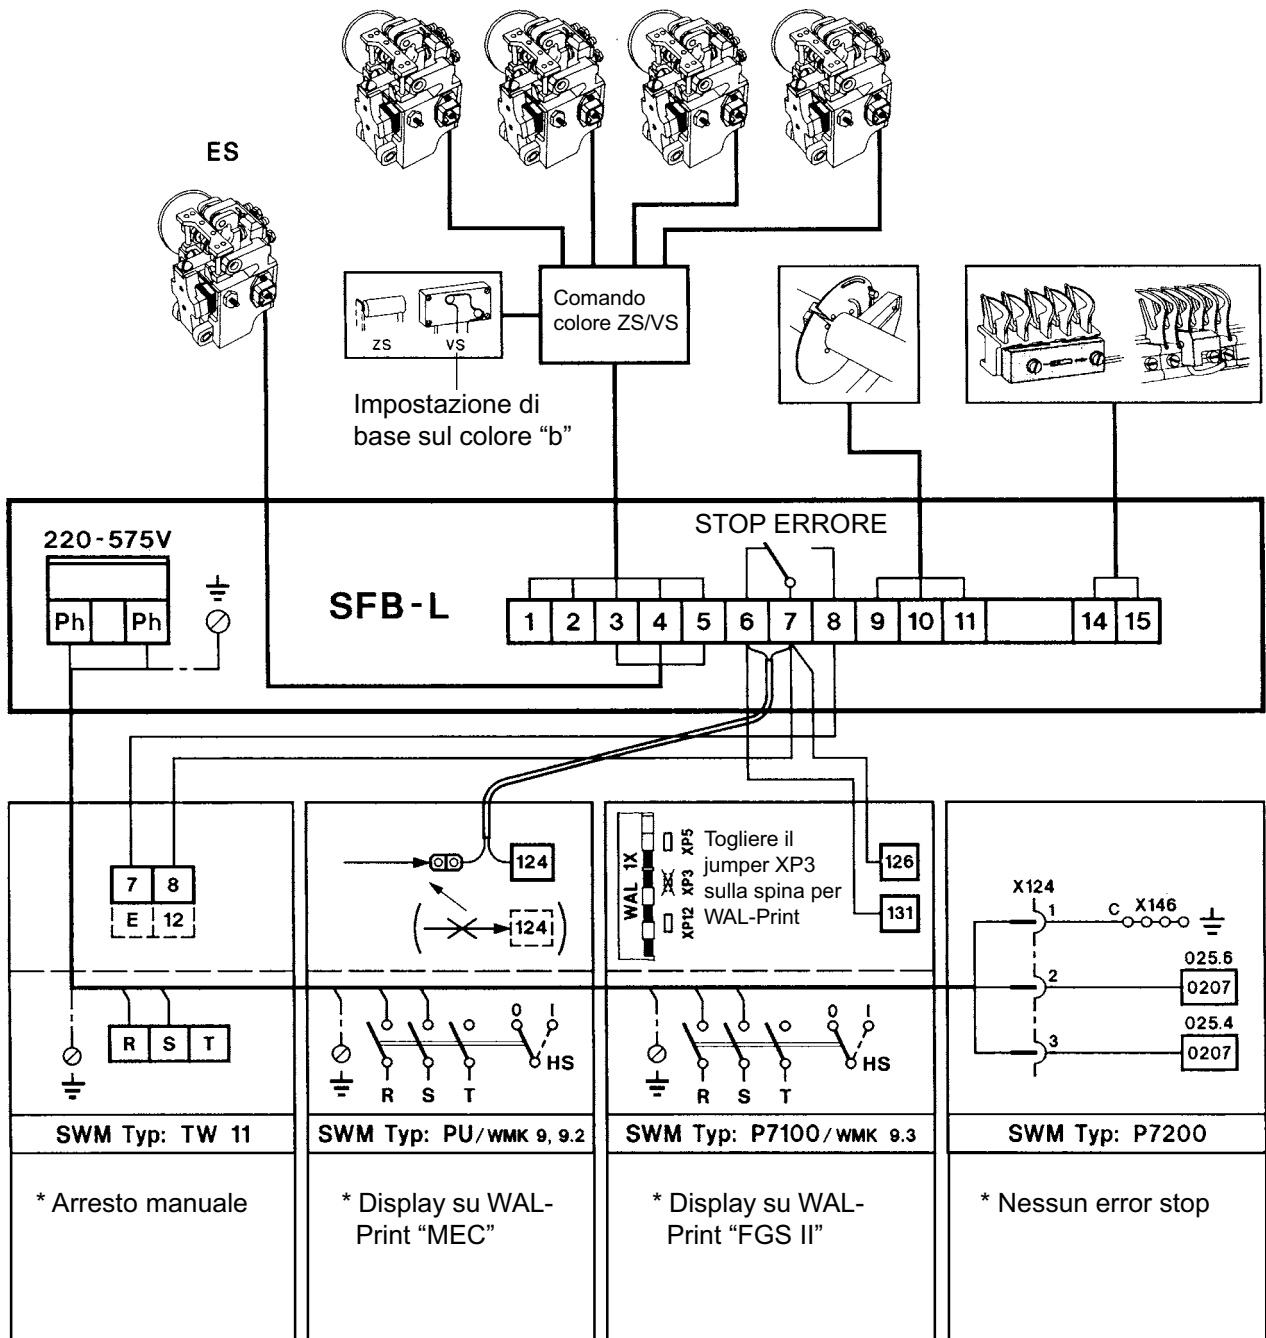 ES
ZS
VS
Comando
colore ZS/VS
Impostazione di
base sul colore “b”
STOP ERRORE
220-575V
Ph Ph
SFB-L
1 2 3 4 5 6 7 8 9 10 11 14 15
7 8
E 12
124
124
WAL 1X
XP12 XP3 XP5
Togliere il
jumper XP3
sulla spina per
WAL-Print
126
131
X124
1
C X146
2
025.6
0207
3
025.4
0207
R S T
0 I
HS
R S T
0 I
HS
R S T
SWM Typ: TW 11
SWM Typ: PU/WMK 9, 9.2
SWM Typ: P7100/WMK 9.3
SWM Typ: P7200
* Arresto manuale
* Display su WAL-
Print “MEC”
* Display su WAL-
Print “FGS II”
* Nessun error stop